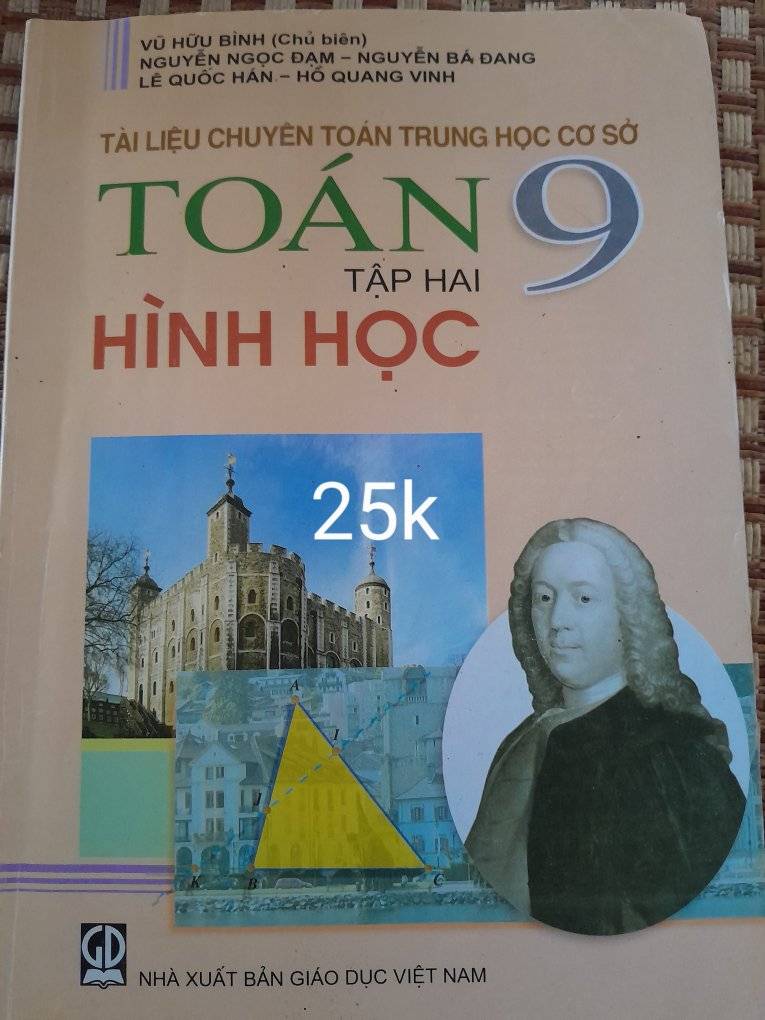 VŨ HỮU BÌNH (Chủ biên)
NGUYỄN NGỌC ĐẠM – NGUYỄN BÁ ĐANG
LÊ QUỐC HÁN – HỒ QUANG VINH
TÀI LIỆU CHUYÊN TOÁN TRUNG HỌC CƠ SỞ
TOÁN 9
TẬP HAI
HÌNH HỌC
25k
A
I
K B C
GD
NHÀ XUẤT BẢN GIÁO DỤC VIỆT NAM